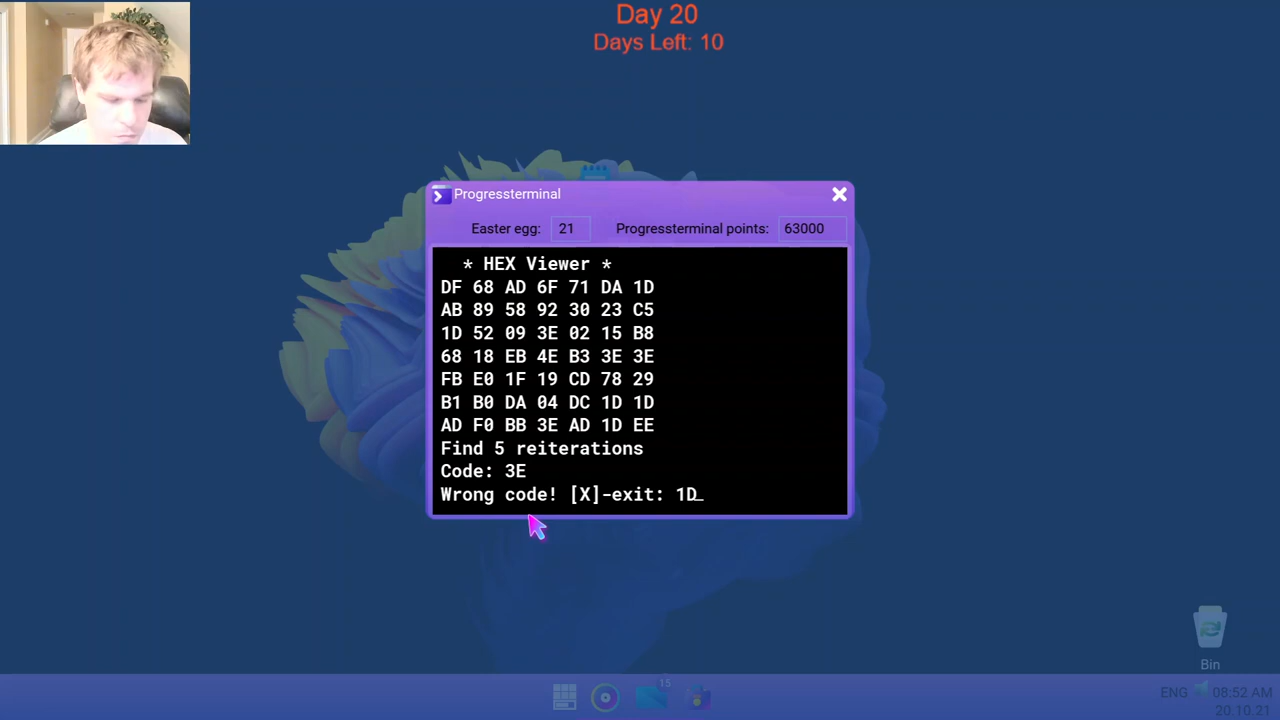 Day 20
Days Left: 10
Progressterminal
Easter egg: 21 Progressterminal points: 63000
* HEX Viewer *
DF 68 AD 6F 71 DA 1D
AB 89 58 92 30 23 C5
1D 52 09 3E 02 15 B8
68 18 EB 4E B3 3E 3E
FB E0 1F 19 CD 78 29
B1 B0 DA 04 DC 1D 1D
AD F0 BB 3E AD 1D EE
Find 5 reiterations
Code: 3E
Wrong code! [X]-exit: 1D_
Bin
15
ENG 08:52 AM
20.10.21